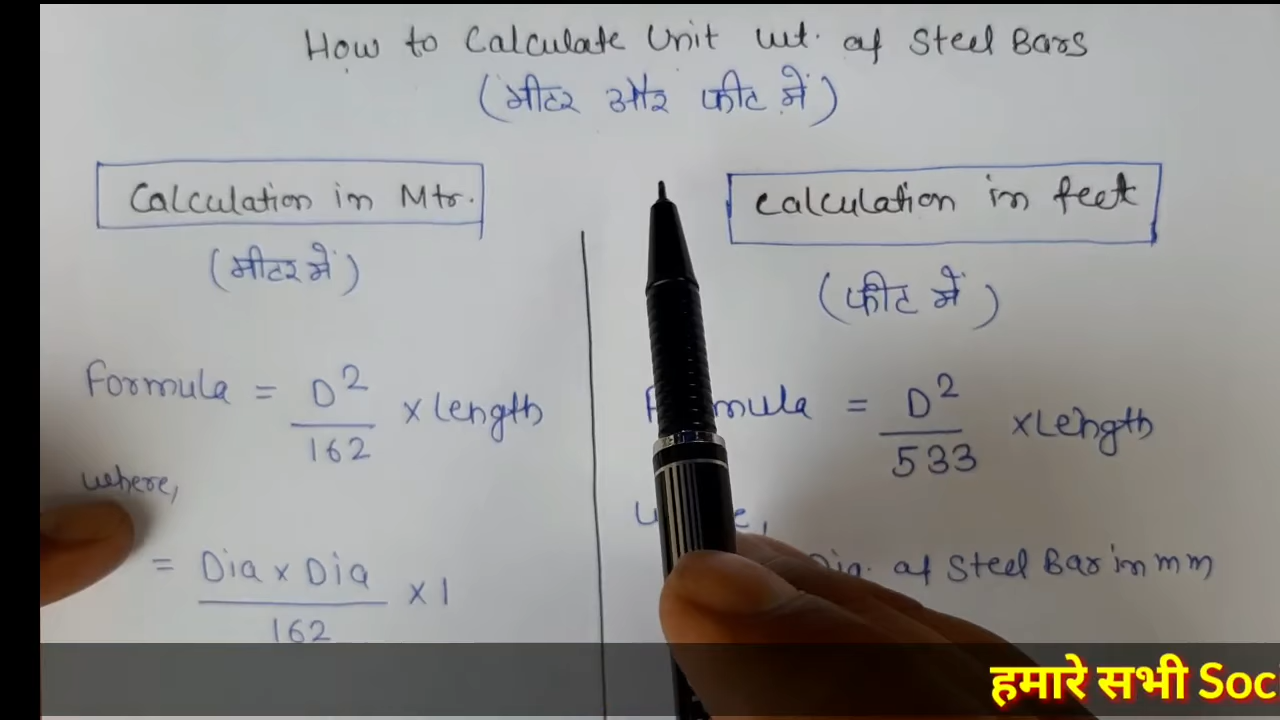 How to Calculate Unit wt. of Steel Bars
(मीटर और फीट में)
Calculation in Mtr.
(मीटर में)
Formula = D²/162 × Length
where,
= Dia × Dia/162 × 1
Calculation in feet
(फीट में)
= D²/533 × Length
Dia. of Steel Bar in mm
हमारे सभी Soc